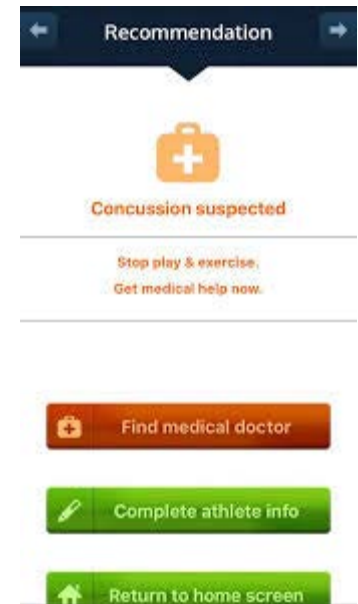 Recommendation
Concussion suspected
Stop play & exercise.
Get medical help now.
Find medical doctor
Complete athlete info
Return to home screen